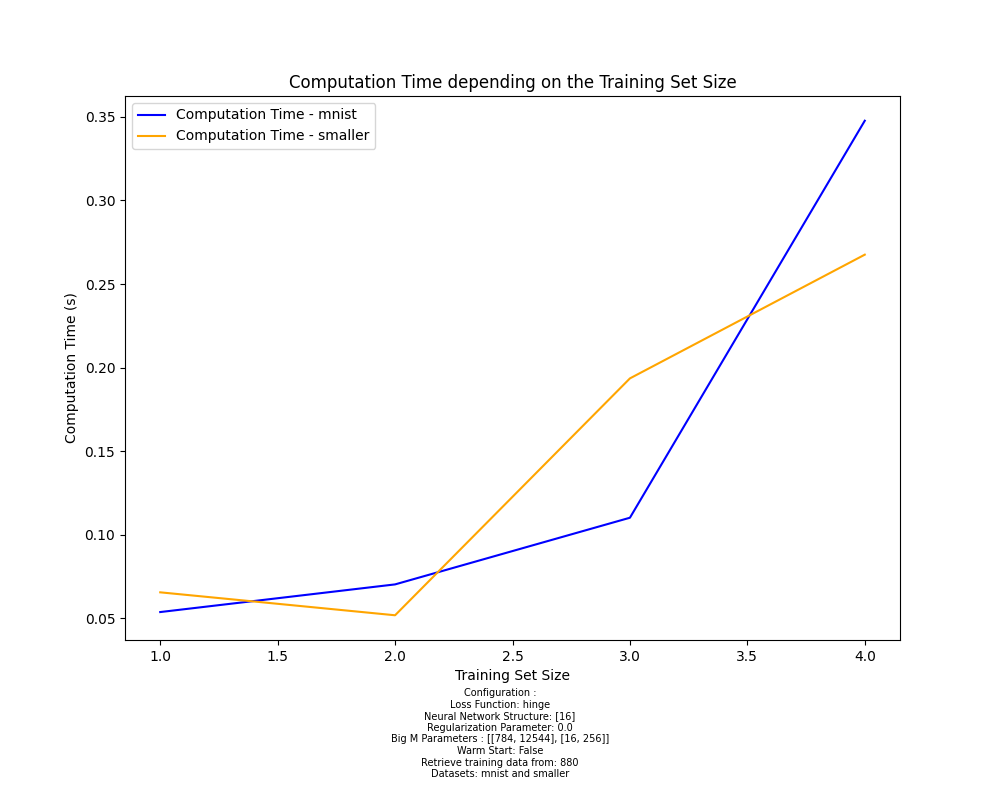 Computation Time depending on the Training Set Size
Computation Time - mnist
Computation Time - smaller
0.35
0.30
0.25
0.20
0.15
0.10
0.05
Computation Time (s)
1.0 1.5 2.0 2.5 3.0 3.5 4.0
Training Set Size
Configuration :
Loss Function: hinge
Neural Network Structure: [16]
Regularization Parameter: 0.0
Big M Parameters : [[784, 12544], [16, 256]]
Warm Start: False
Retrieve training data from: 880
Datasets: mnist and smaller